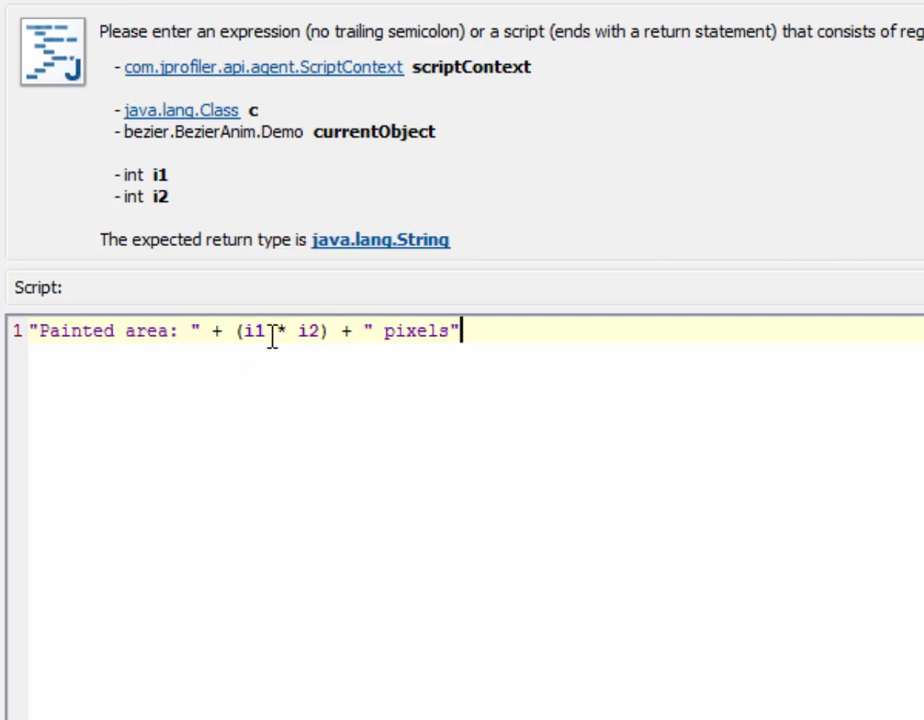 Please enter an expression (no trailing semicolon) or a script (ends with a return statement) that consists of reg
- com.jprofiler.api.agent.ScriptContext scriptContext
- java.lang.Class c
- bezier.BezierAnim.Demo currentObject
- int i1
- int i2
The expected return type is java.lang.String
Script:
1 "Painted area: " + (i1 * i2) + " pixels"